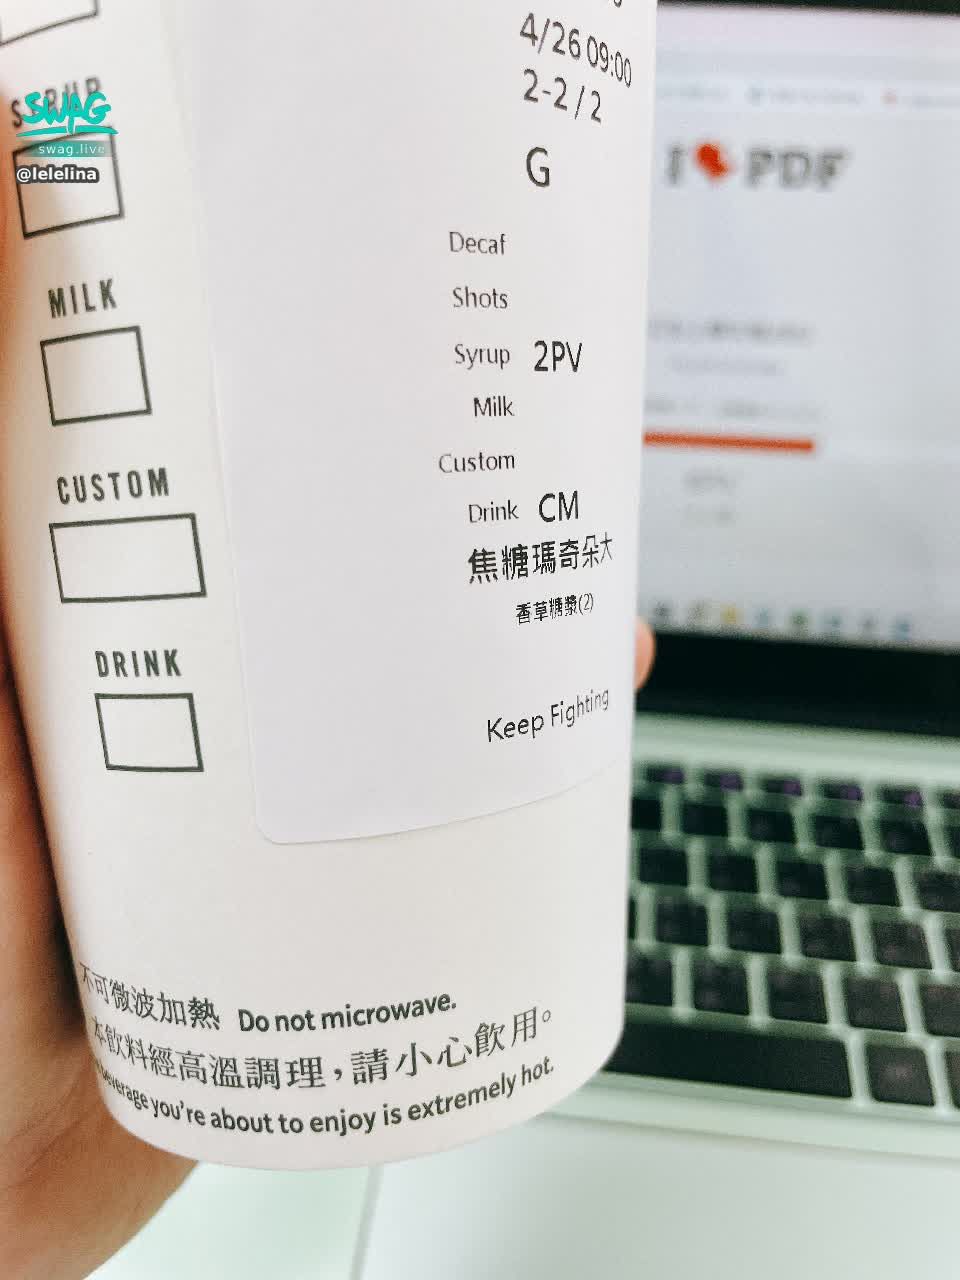 SYRUP
SWAG
swag.live
@lelelina
MILK
CUSTOM
DRINK
4/26 09:00
2-2 / 2
G
Decaf
Shots
Syrup 2PV
Milk
Custom
Drink CM
焦糖瑪奇朵大
香草糖漿(2)
Keep Fighting
不可微波加熱 Do not microwave.
本飲料經高溫調理，請小心飲用。
beverage you're about to enjoy is extremely hot.
I PDF